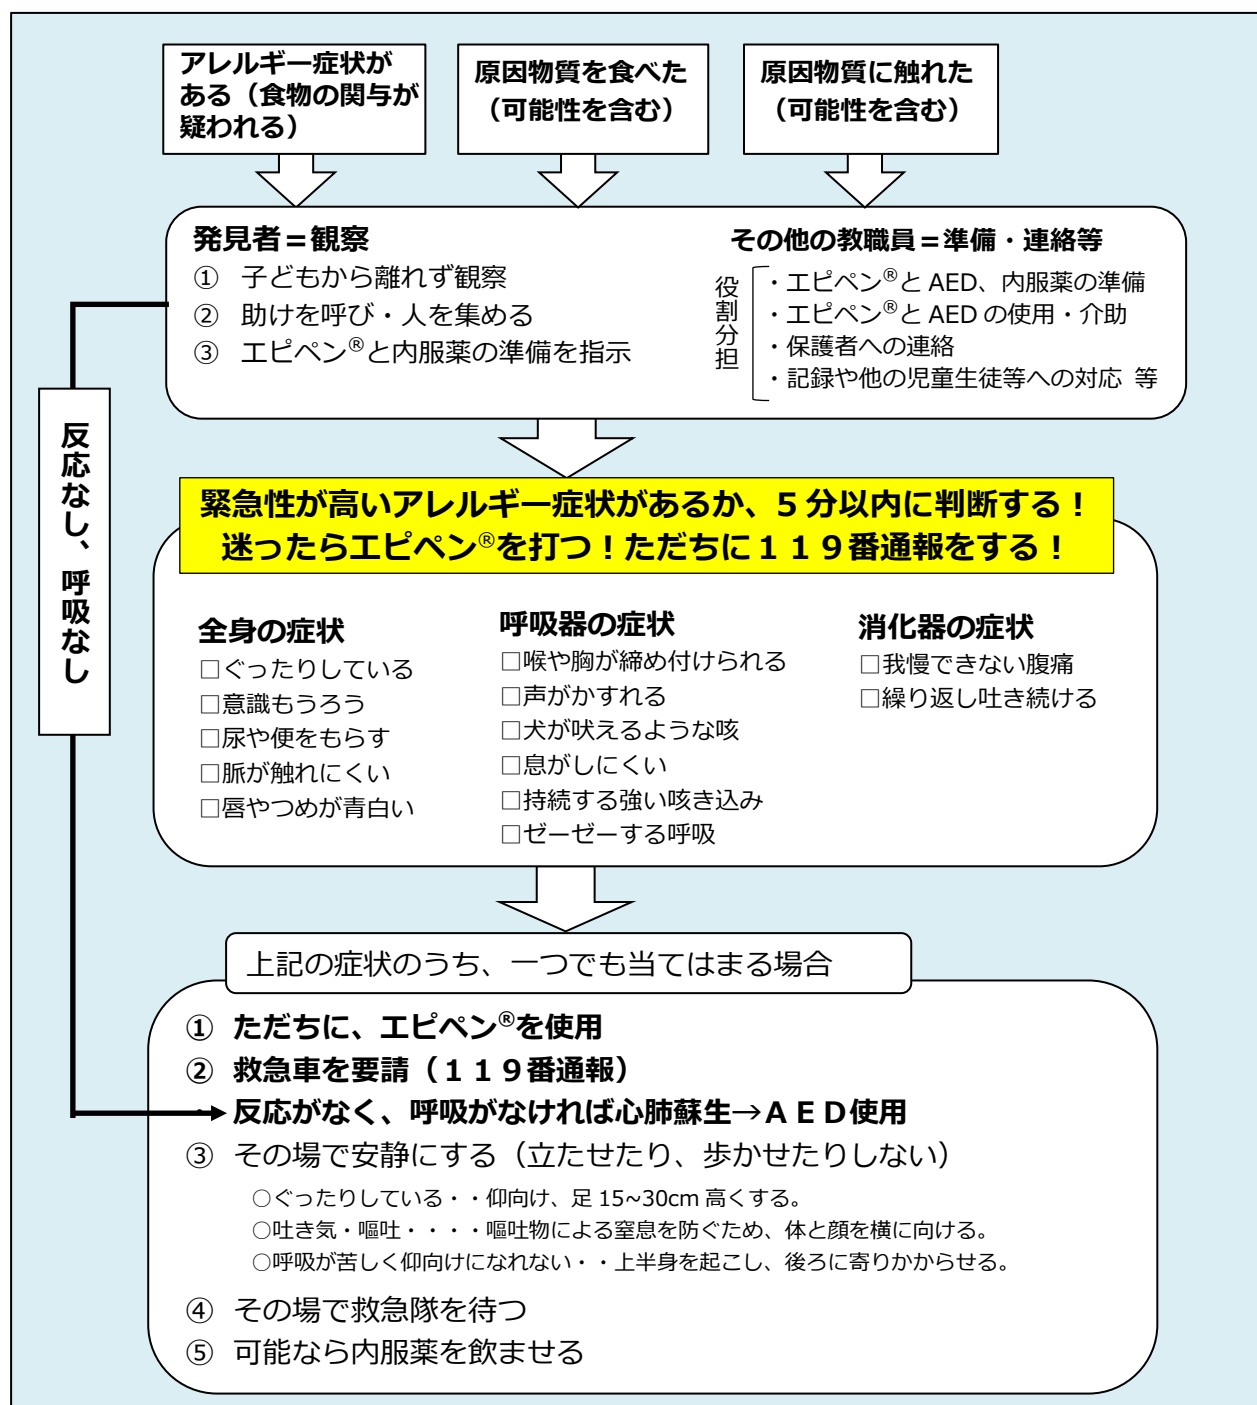 アレルギー症状が
ある（食物の関与が
疑われる）
原因物質を食べた
（可能性を含む）
原因物質に触れた
（可能性を含む）
発見者＝観察
① 子どもから離れず観察
② 助けを呼び・人を集める
③ エピペン®と内服薬の準備を指示
その他の教職員＝準備・連絡等
役割分担
・エピペン®と AED、内服薬の準備
・エピペン®と AED の使用・介助
・保護者への連絡
・記録や他の児童生徒等への対応 等
反応なし、呼吸なし
緊急性が高いアレルギー症状があるか、５分以内に判断する！
迷ったらエピペン®を打つ！ただちに１１９番通報をする！
全身の症状
□ぐったりしている
□意識もうろう
□尿や便をもらす
□脈が触れにくい
□唇やつめが青白い
呼吸器の症状
□喉や胸が締め付けられる
□声がかすれる
□犬が吠えるような咳
□息がしにくい
□持続する強い咳き込み
□ゼーゼーする呼吸
消化器の症状
□我慢できない腹痛
□繰り返し吐き続ける
上記の症状のうち、一つでも当てはまる場合
① ただちに、エピペン®を使用
② 救急車を要請（１１９番通報）
反応がなく、呼吸がなければ心肺蘇生→ＡＥＤ使用
③ その場で安静にする（立たせたり、歩かせたりしない）
○ぐったりしている・・仰向け、足 15~30cm 高くする。
○吐き気・嘔吐・・・・嘔吐物による窒息を防ぐため、体と顔を横に向ける。
○呼吸が苦しく仰向けになれない・・上半身を起こし、後ろに寄りかからせる。
④ その場で救急隊を待つ
⑤ 可能なら内服薬を飲ませる